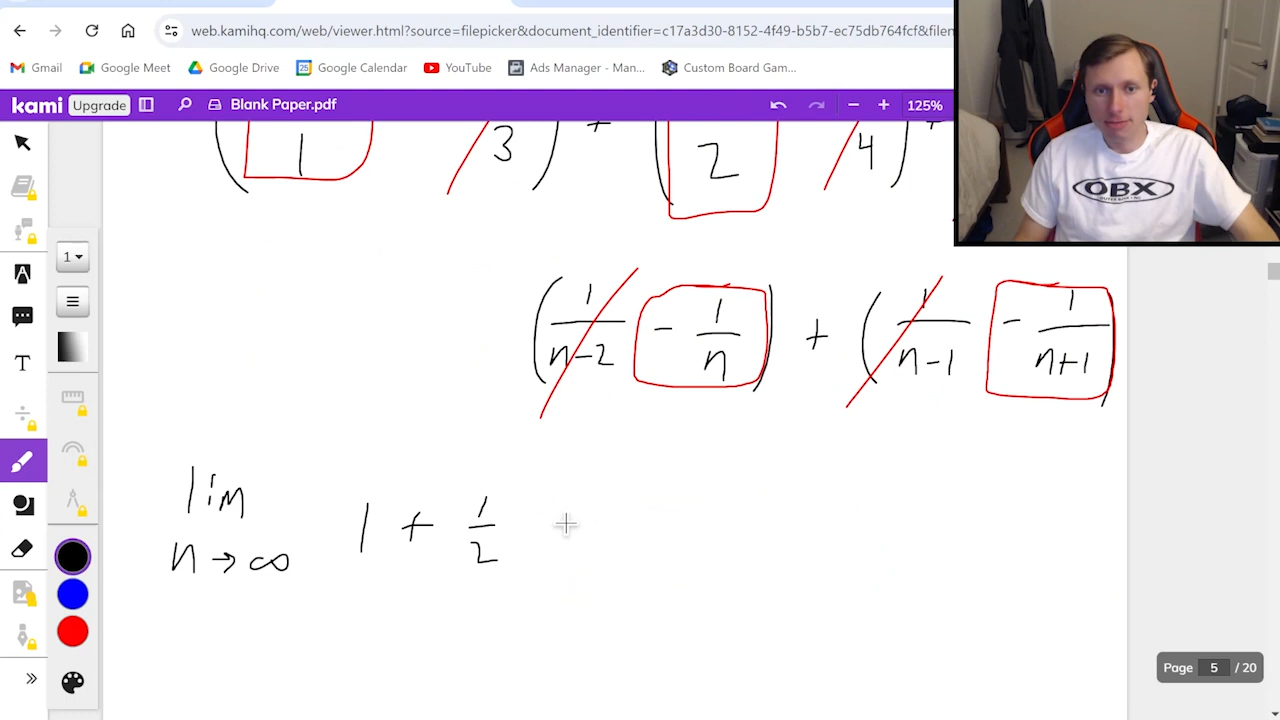 web.kamihq.com/web/viewer.html?source=filepicker&document_identifier=c17a3d30-8152-4f49-b5b7-ec75db764fcf&filen
Gmail Google Meet Google Drive Google Calendar YouTube Ads Manager - Man... Custom Board Gam...
kami Upgrade Blank Paper.pdf 125%
OBX
( 1 3 ) + ( 2 4 ) +
( 1/(n-2) - 1/n ) + ( 1/(n-1) - 1/(n+1) )
lim n→∞ 1 + 1/2
1
T
Page 5 / 20